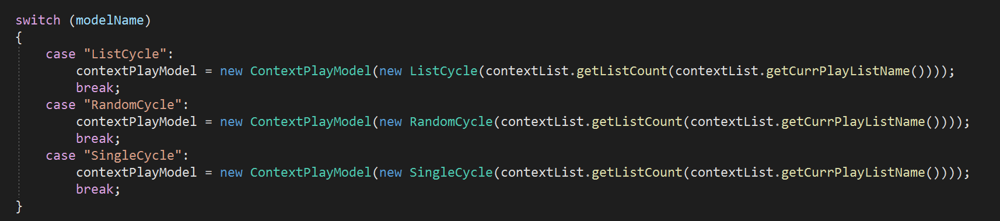 switch (modelName)
{
case "ListCycle":
contextPlayModel = new ContextPlayModel(new ListCycle(contextList.getListCount(contextList.getCurrPlayListName())));
break;
case "RandomCycle":
contextPlayModel = new ContextPlayModel(new RandomCycle(contextList.getListCount(contextList.getCurrPlayListName())));
break;
case "SingleCycle":
contextPlayModel = new ContextPlayModel(new SingleCycle(contextList.getListCount(contextList.getCurrPlayListName())));
break;
}